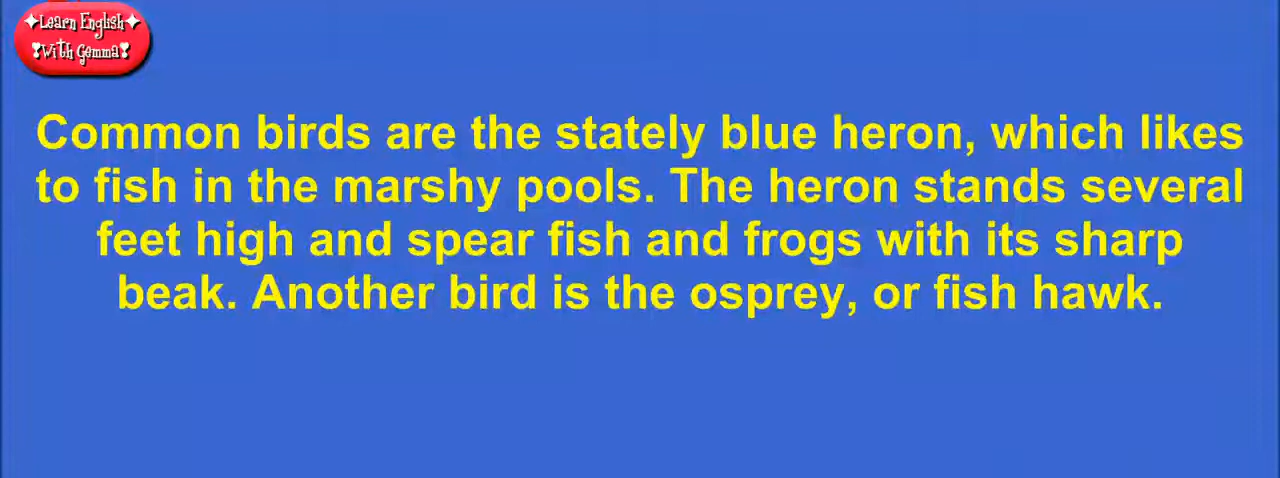 ✦Learn English✦
❣With Gemma❣
Common birds are the stately blue heron, which likes
to fish in the marshy pools. The heron stands several
feet high and spear fish and frogs with its sharp
beak. Another bird is the osprey, or fish hawk.